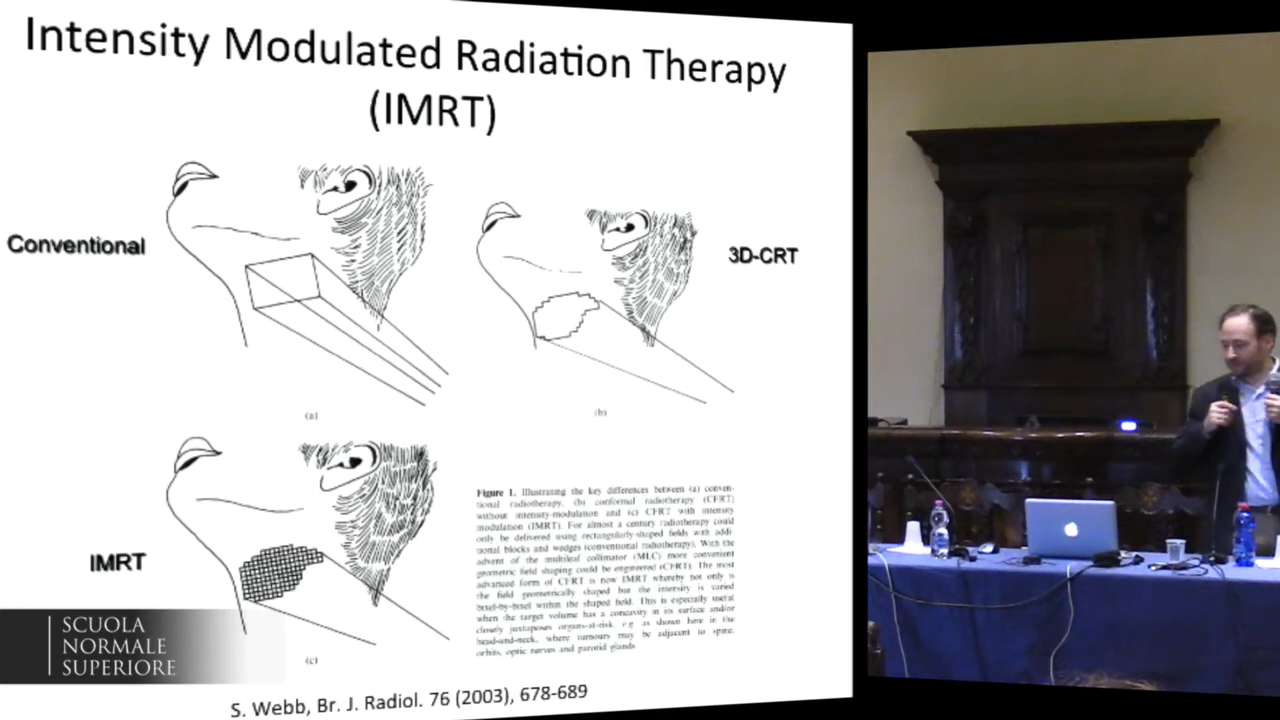 Intensity Modulated Radiation Therapy
(IMRT)
Conventional
3D-CRT
(a)
(b)
IMRT
(c)
Figure 1. Illustrating the key differences between (a) conven-
tional radiotherapy, (b) conformal radiotherapy (CFRT)
without intensity-modulation and (c) CFRT with intensity
modulation (IMRT). For almost a century radiotherapy could
only be delivered using rectangularly-shaped fields with addi-
tional blocks and wedges (conventional radiotherapy). With the
advent of the multileaf collimator (MLC) more convenient
geometric field shaping could be engineered (CFRT). The most
advanced form of CFRT is now IMRT whereby not only is
the field geometrically shaped but the intensity is varied
bixel-by-bixel within the shaped field. This is especially useful
when the target volume has a concavity in its surface and/or
closely juxtaposes organs-at-risk, e.g. as shown here in the
head-and-neck, where tumours may be adjacent to spine,
orbits, optic nerves and parotid glands.
S. Webb, Br. J. Radiol. 76 (2003), 678-689
SCUOLA
NORMALE
SUPERIORE